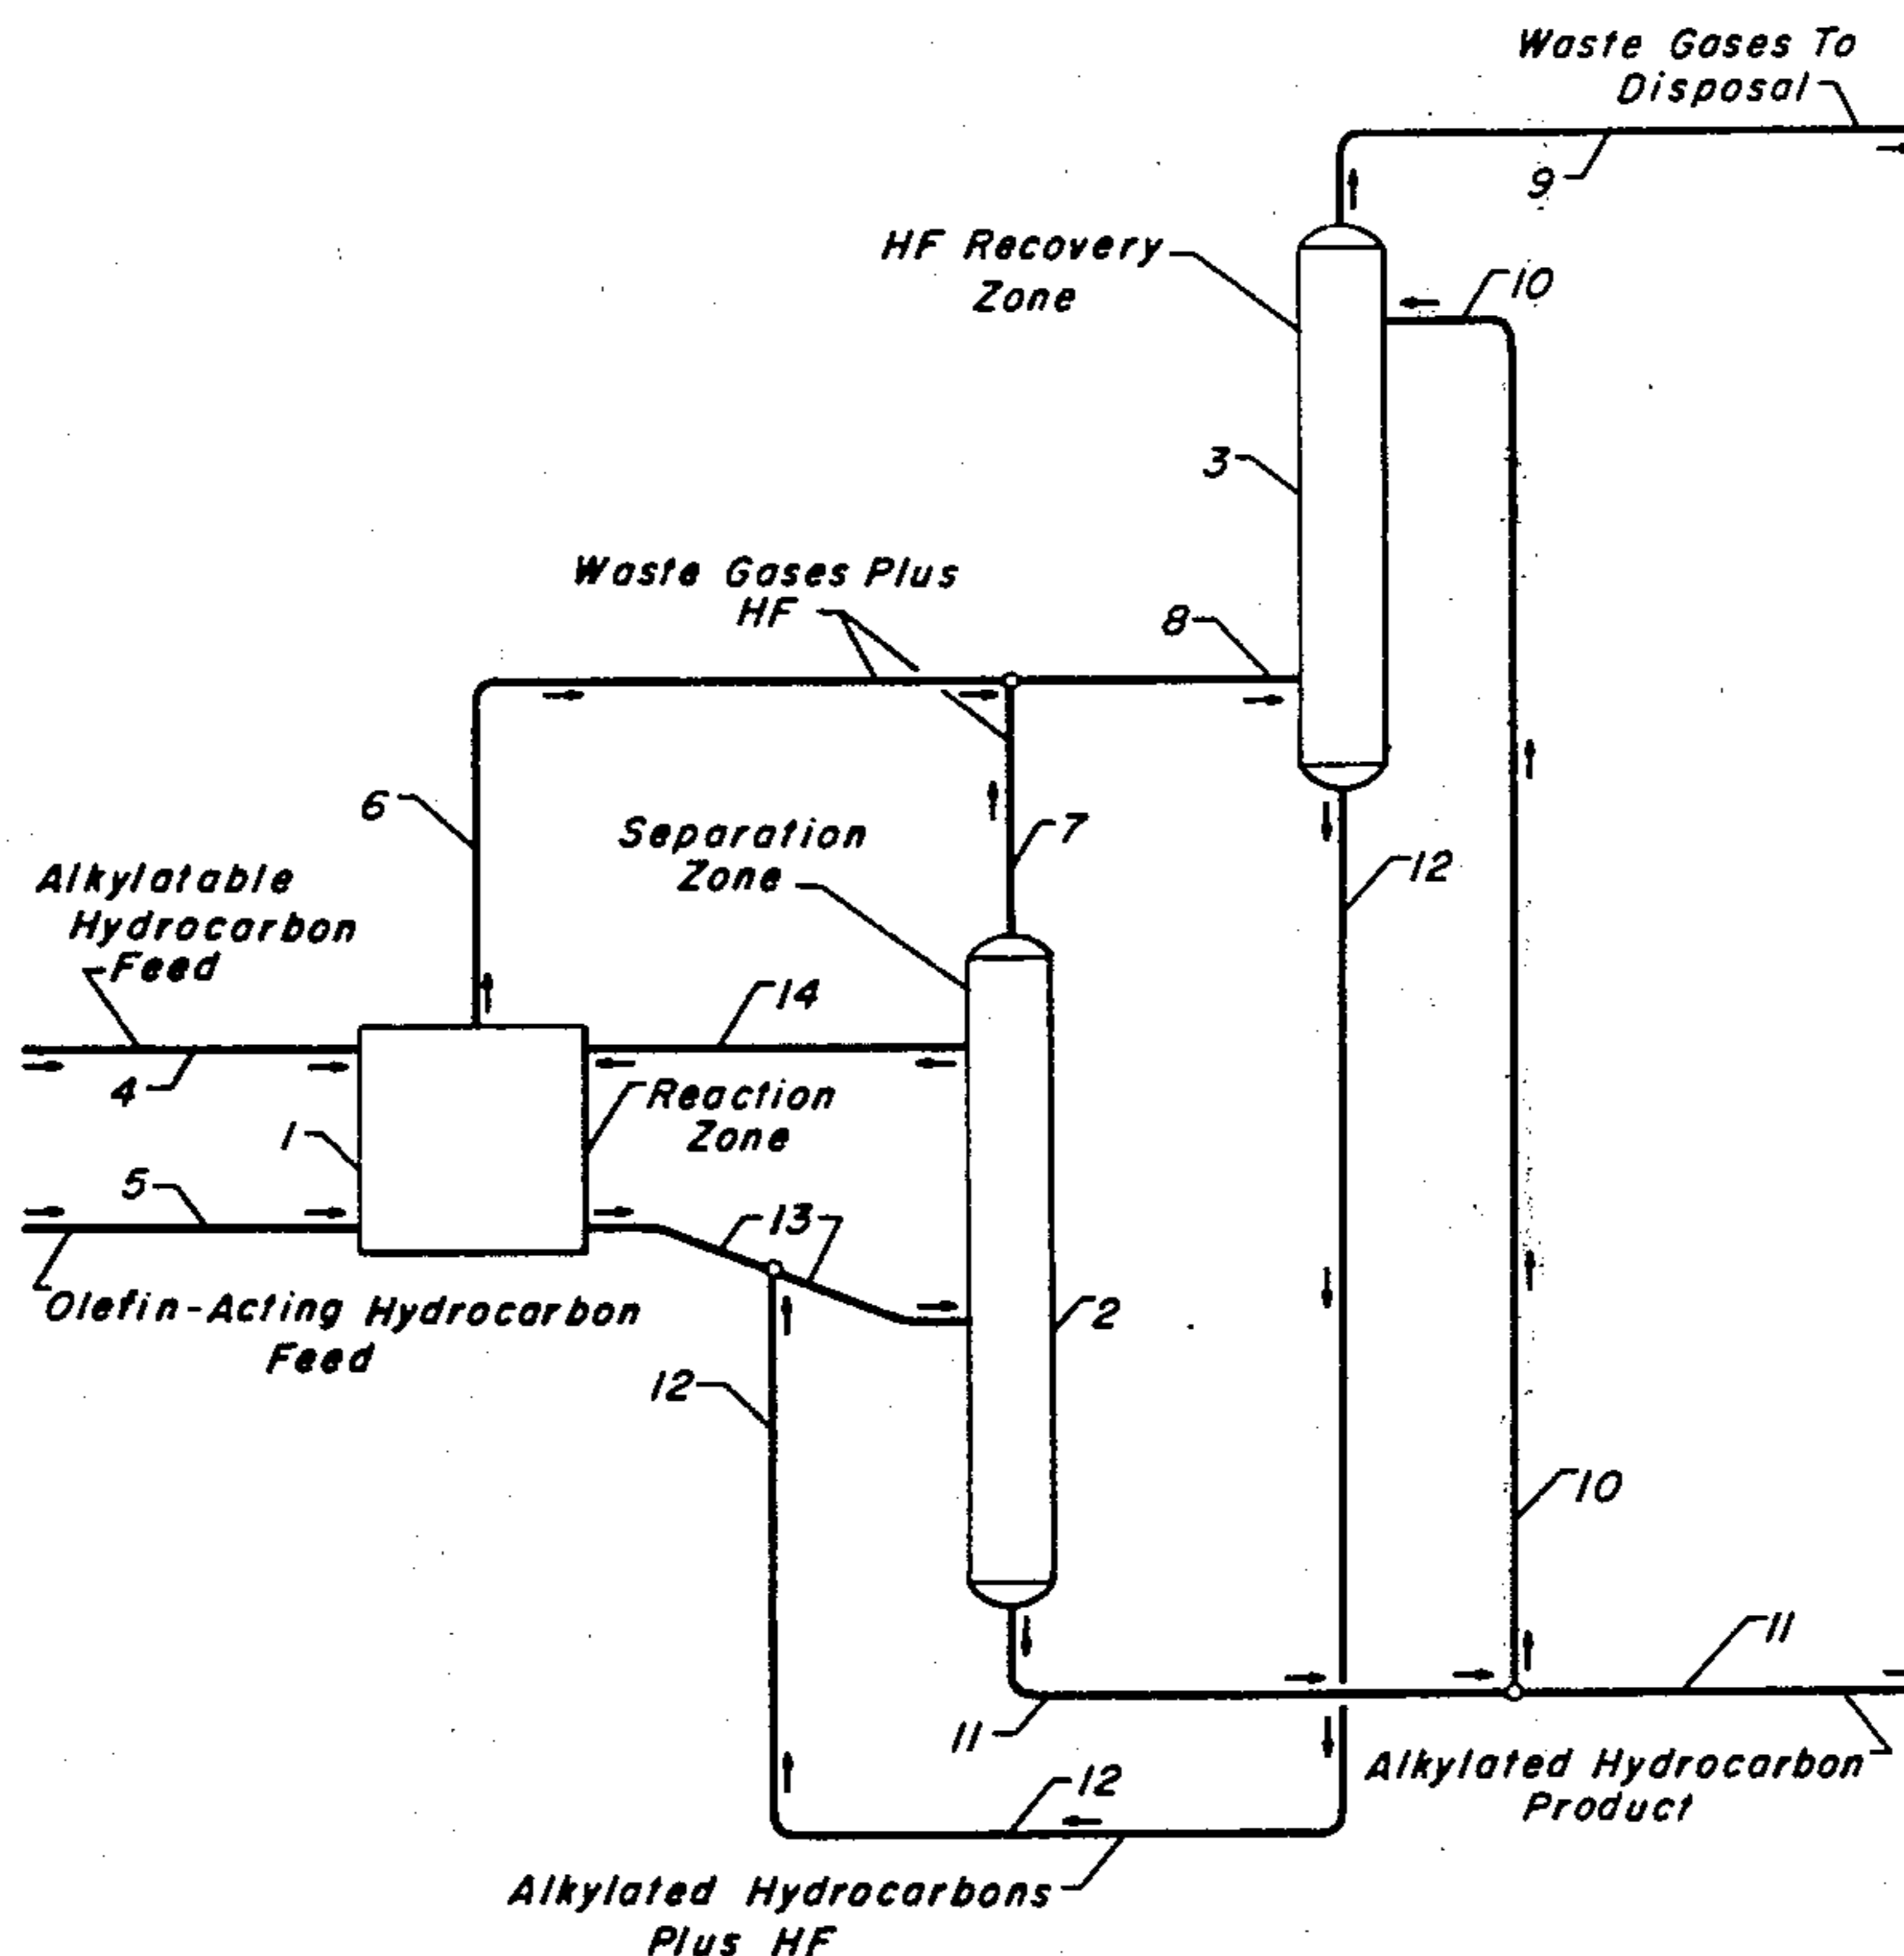 Waste Gases To
Disposal
9
HF Recovery
Zone
10
3
Waste Gases Plus
HF
8
6
Separation
Zone
7
12
Alkylatable
Hydrocarbon
Feed
14
4
Reaction
Zone
1
5
13
Olefin-Acting Hydrocarbon
Feed
2
12
10
11
11
Alkylated Hydrocarbon
Product
12
Alkylated Hydrocarbons
Plus HF